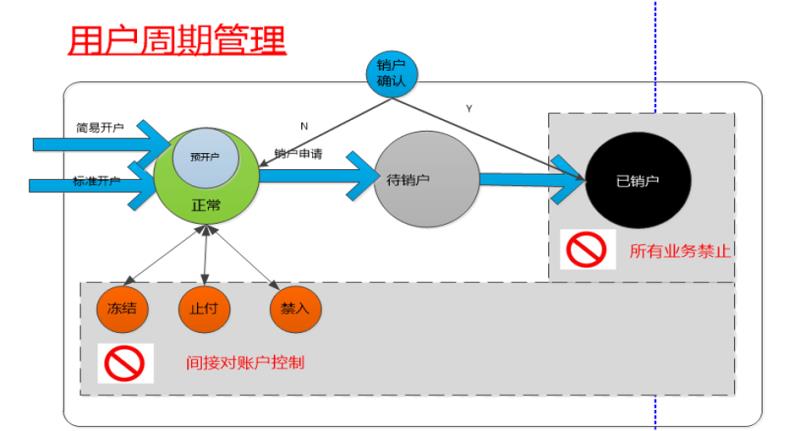 用户周期管理
销户
确认
简易开户
N
Y
预开户
销户申请
标准开户
待销户
已销户
正常
所有业务禁止
冻结
止付
禁入
间接对账户控制